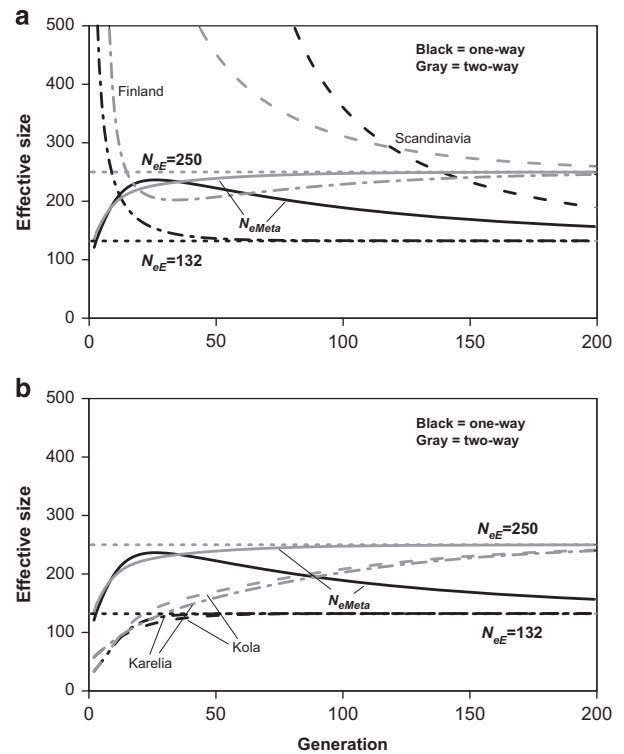 a
500
400
300
200
100
0
Effective size
Black = one-way
Gray = two-way
Finland
Scandinavia
NeE=250
NeMeta
NeE=132
0 50 100 150 200
b
500
400
300
200
100
0
Effective size
Black = one-way
Gray = two-way
NeE=250
NeMeta
NeE=132
Kola
Karelia
0 50 100 150 200
Generation